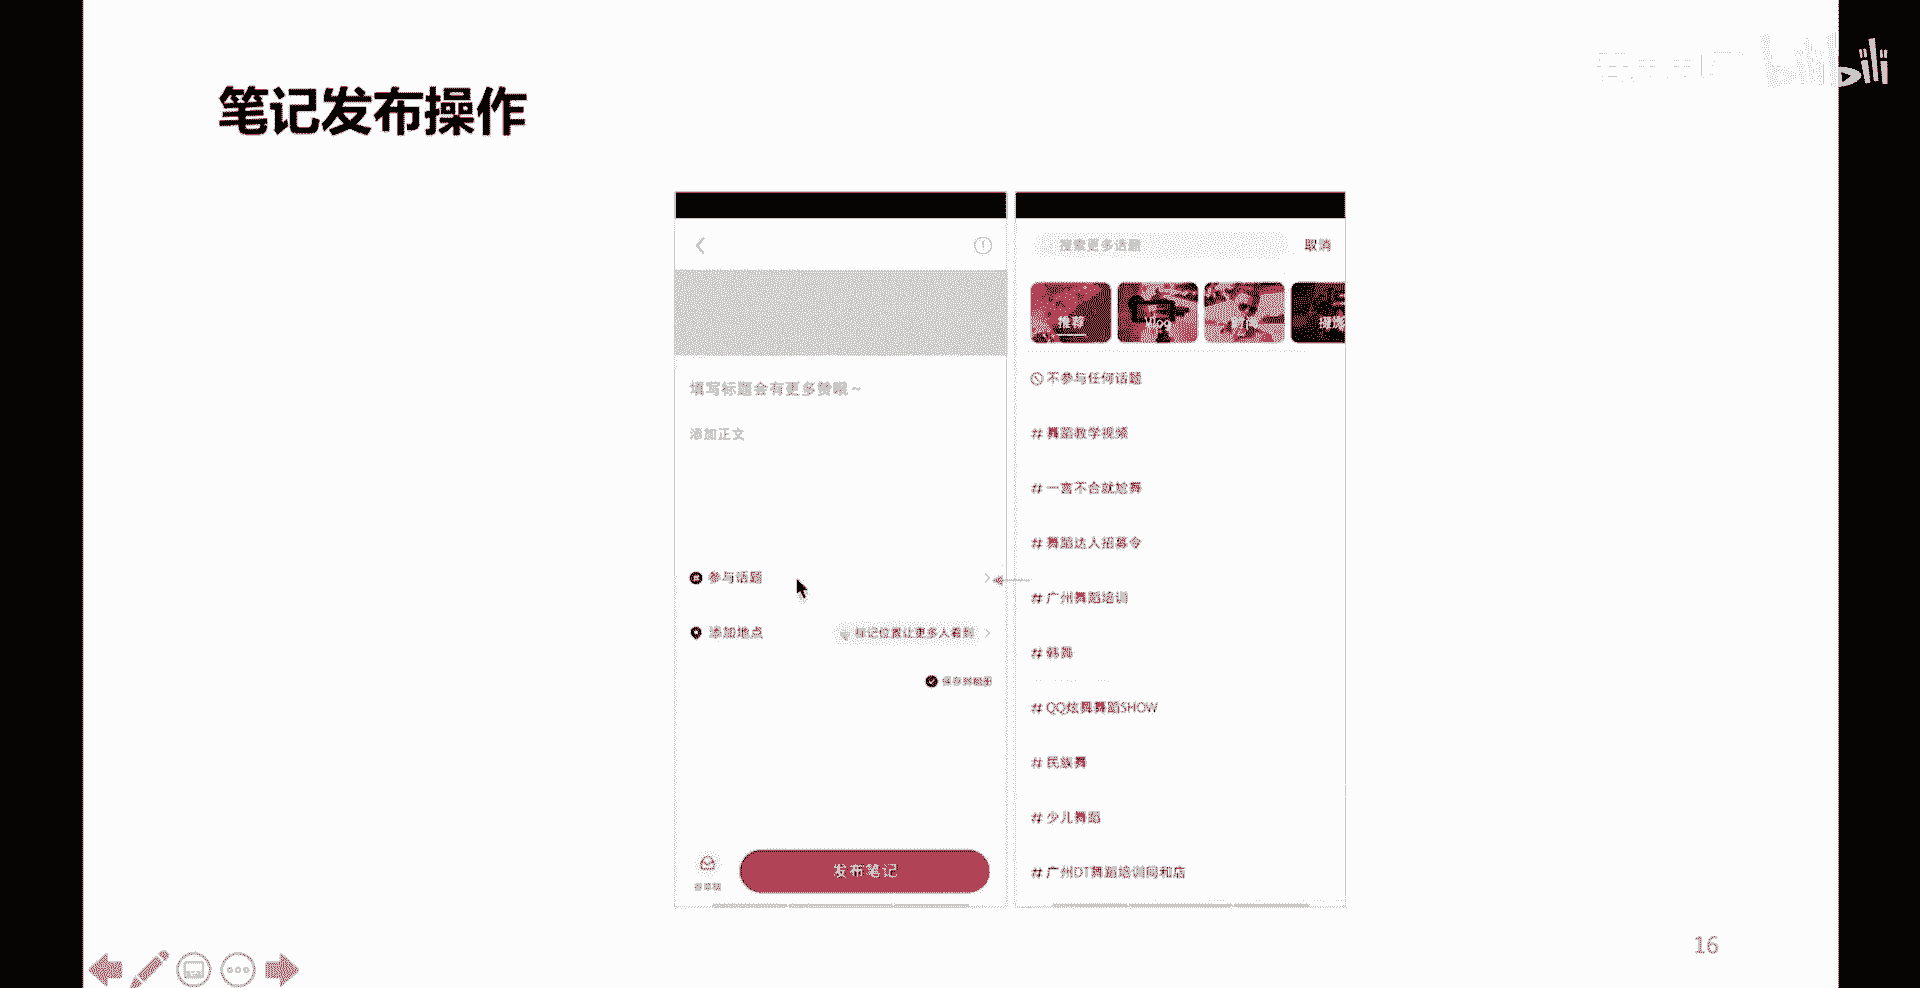 bilibili
笔记发布操作
填写标题会有更多赞哦~
添加正文
参与话题
添加地点
标记位置让更多人看到
保存到相册
发布笔记
搜索更多话题
取消
推荐
Vlog
不参与任何话题
# 舞蹈教学视频
# 一言不合就尬舞
# 舞蹈达人招募令
# 广州舞蹈培训
# 韩舞
# QQ炫舞舞蹈SHOW
# 民族舞
# 少儿舞蹈
# 广州DT舞蹈培训同和店
16